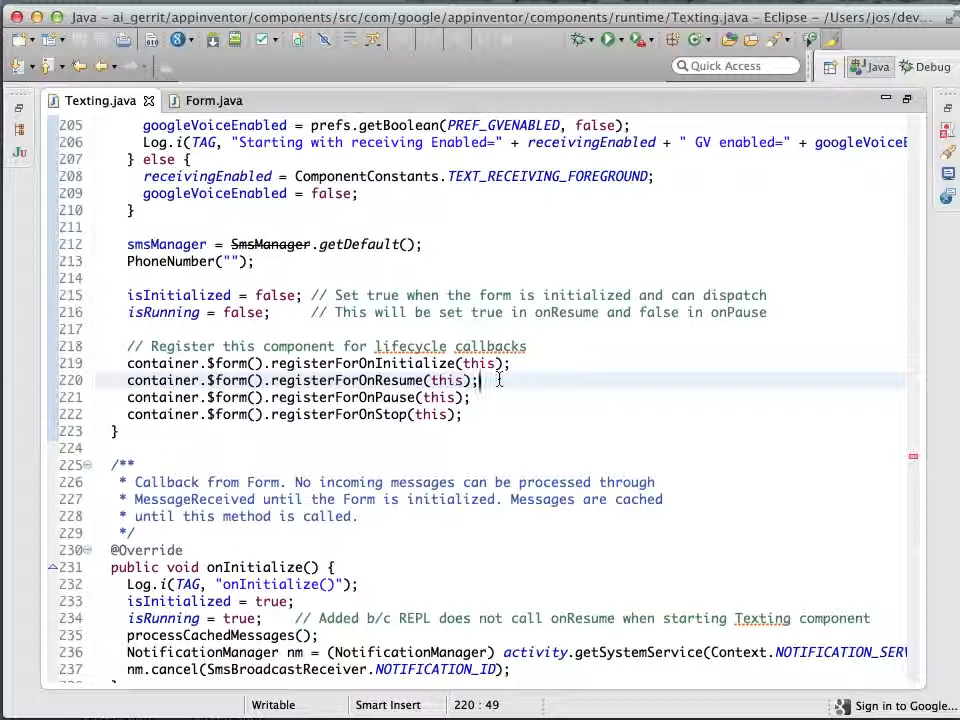 Java – ai_gerrit/appinventor/components/src/com/google/appinventor/components/runtime/Texting.java – Eclipse – /Users/jos/dev...
Quick Access
Java
Debug
Texting.java
Form.java
205 googleVoiceEnabled = prefs.getBoolean(PREF_GVENABLED, false);
206 Log.i(TAG, "Starting with receiving Enabled=" + receivingEnabled + " GV enabled=" + googleVoiceE
207 } else {
208 receivingEnabled = ComponentConstants.TEXT_RECEIVING_FOREGROUND;
209 googleVoiceEnabled = false;
210 }
211
212 smsManager = SmsManager.getDefault();
213 PhoneNumber("");
214
215 isInitialized = false; // Set true when the form is initialized and can dispatch
216 isRunning = false; // This will be set true in onResume and false in onPause
217
218 // Register this component for lifecycle callbacks
219 container.$form().registerForOnInitialize(this);
220 container.$form().registerForOnResume(this);
221 container.$form().registerForOnPause(this);
222 container.$form().registerForOnStop(this);
223 }
224
225 /**
226 * Callback from Form. No incoming messages can be processed through
227 * MessageReceived until the Form is initialized. Messages are cached
228 * until this method is called.
229 */
230 @Override
231 public void onInitialize() {
232 Log.i(TAG, "onInitialize()");
233 isInitialized = true;
234 isRunning = true; // Added b/c REPL does not call onResume when starting Texting component
235 processCachedMessages();
236 NotificationManager nm = (NotificationManager) activity.getSystemService(Context.NOTIFICATION_SERV
237 nm.cancel(SmsBroadcastReceiver.NOTIFICATION_ID);
Writable
Smart Insert
220 : 49
Sign in to Google...